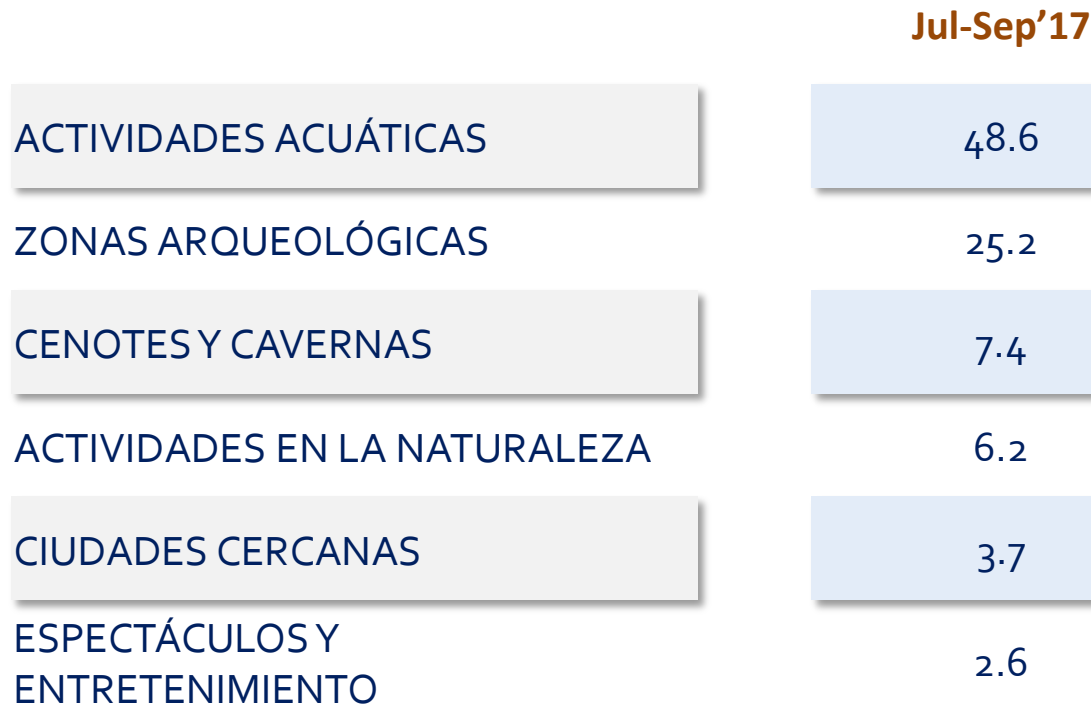 Jul-Sep’17
ACTIVIDADES ACUÁTICAS 48.6
ZONAS ARQUEOLÓGICAS 25.2
CENOTES Y CAVERNAS 7.4
ACTIVIDADES EN LA NATURALEZA 6.2
CIUDADES CERCANAS 3.7
ESPECTÁCULOS Y
ENTRETENIMIENTO 2.6